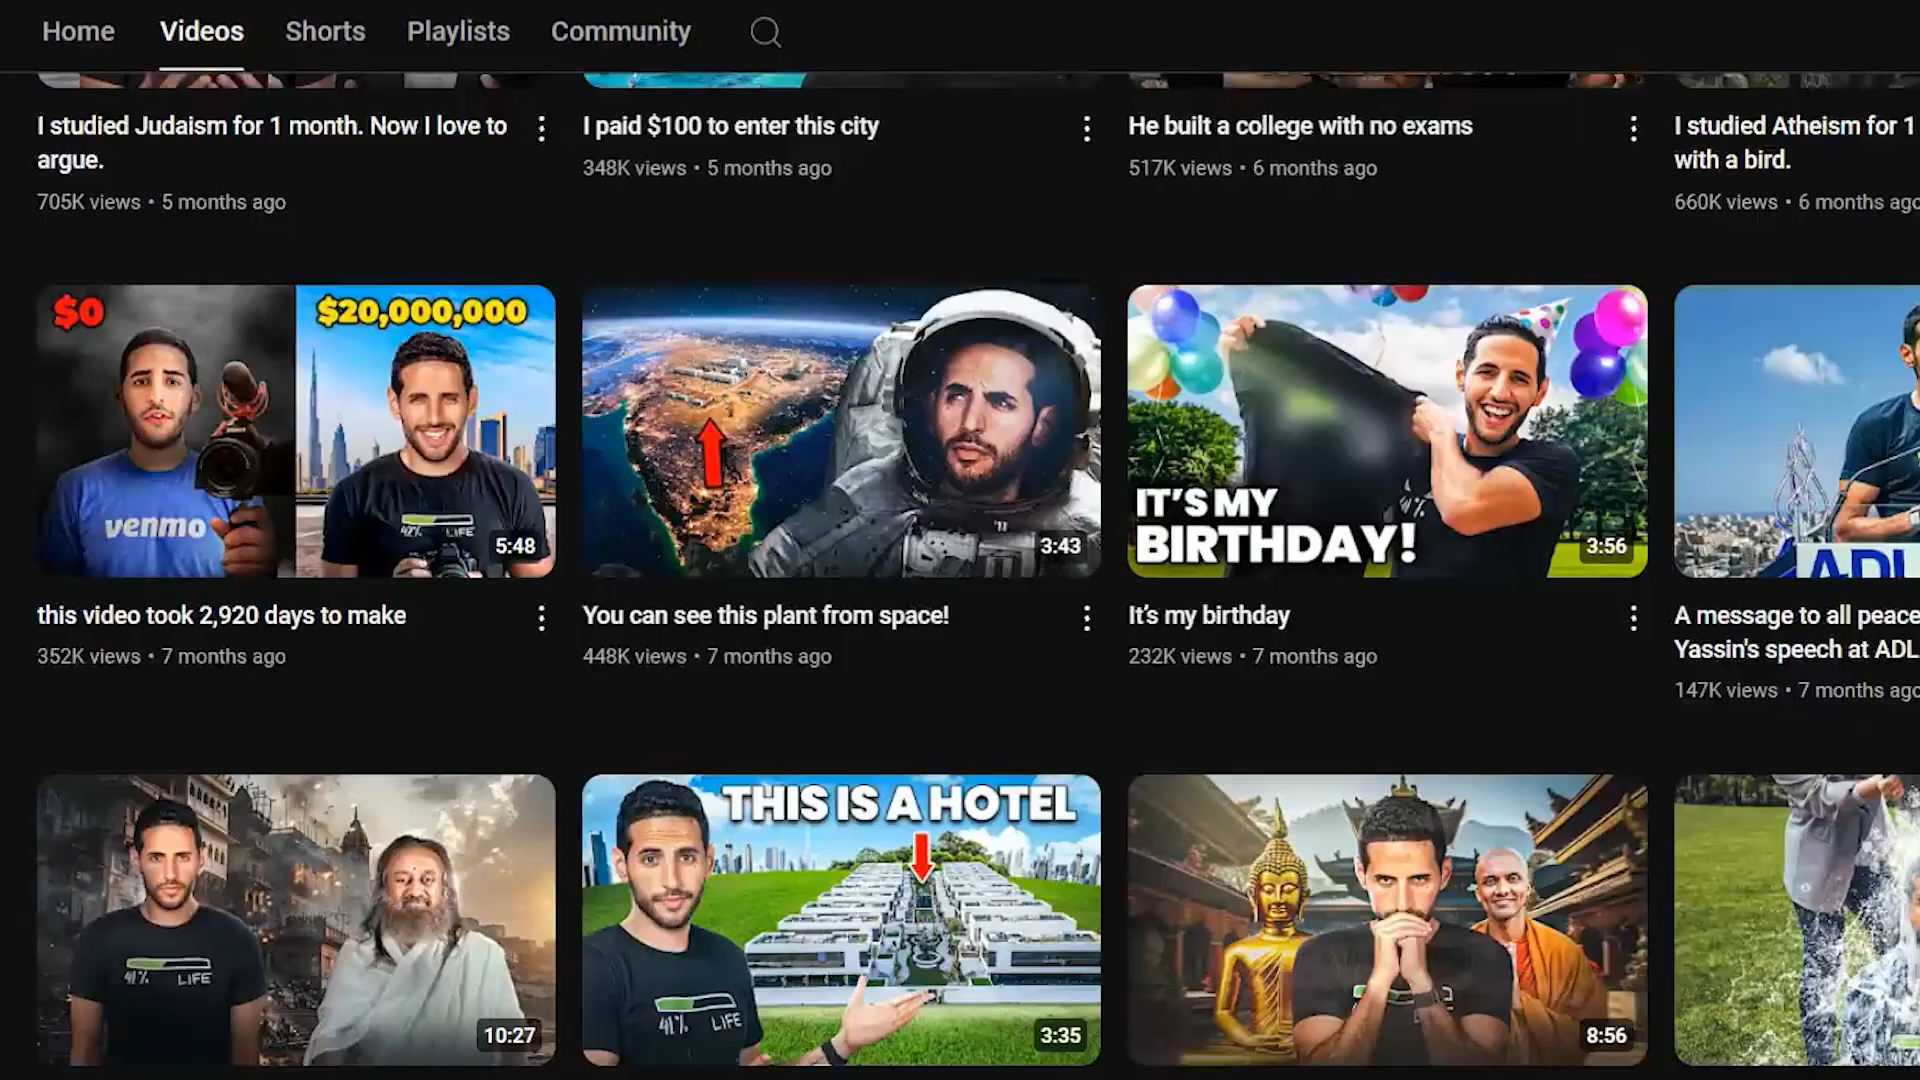 Home Videos Shorts Playlists Community
I studied Judaism for 1 month. Now I love to
argue.
705K views • 5 months ago
I paid $100 to enter this city
348K views • 5 months ago
He built a college with no exams
517K views • 6 months ago
I studied Atheism for 1
with a bird.
660K views • 6 months ago
$0
$20,000,000
venmo
42% LIFE
5:48
this video took 2,920 days to make
352K views • 7 months ago
3:43
You can see this plant from space!
448K views • 7 months ago
IT'S MY
BIRTHDAY!
3:56
It's my birthday
232K views • 7 months ago
ADL
A message to all peace
Yassin's speech at ADL
147K views • 7 months ago
41% LIFE
10:27
THIS IS A HOTEL
41% LIFE
3:35
8:56